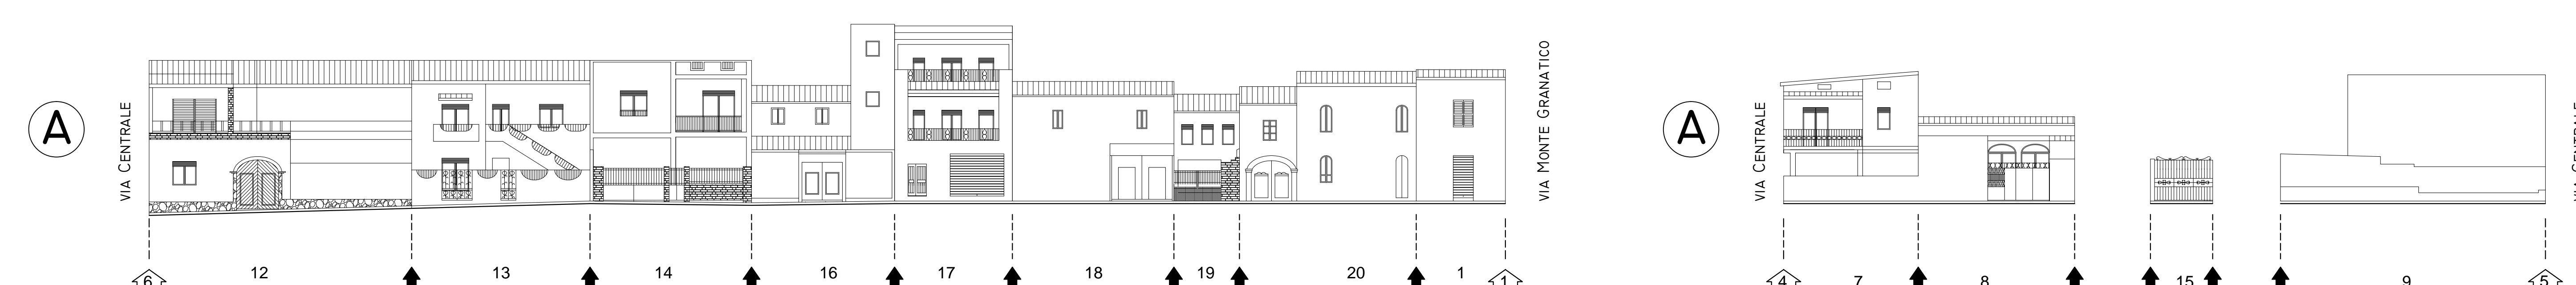 A
VIA CENTRALE
VIA MONTE GRANATICO
A
VIA CENTRALE
12 13 14 16 17 18 19 20 1
6 1
7 8 15 9
4 5